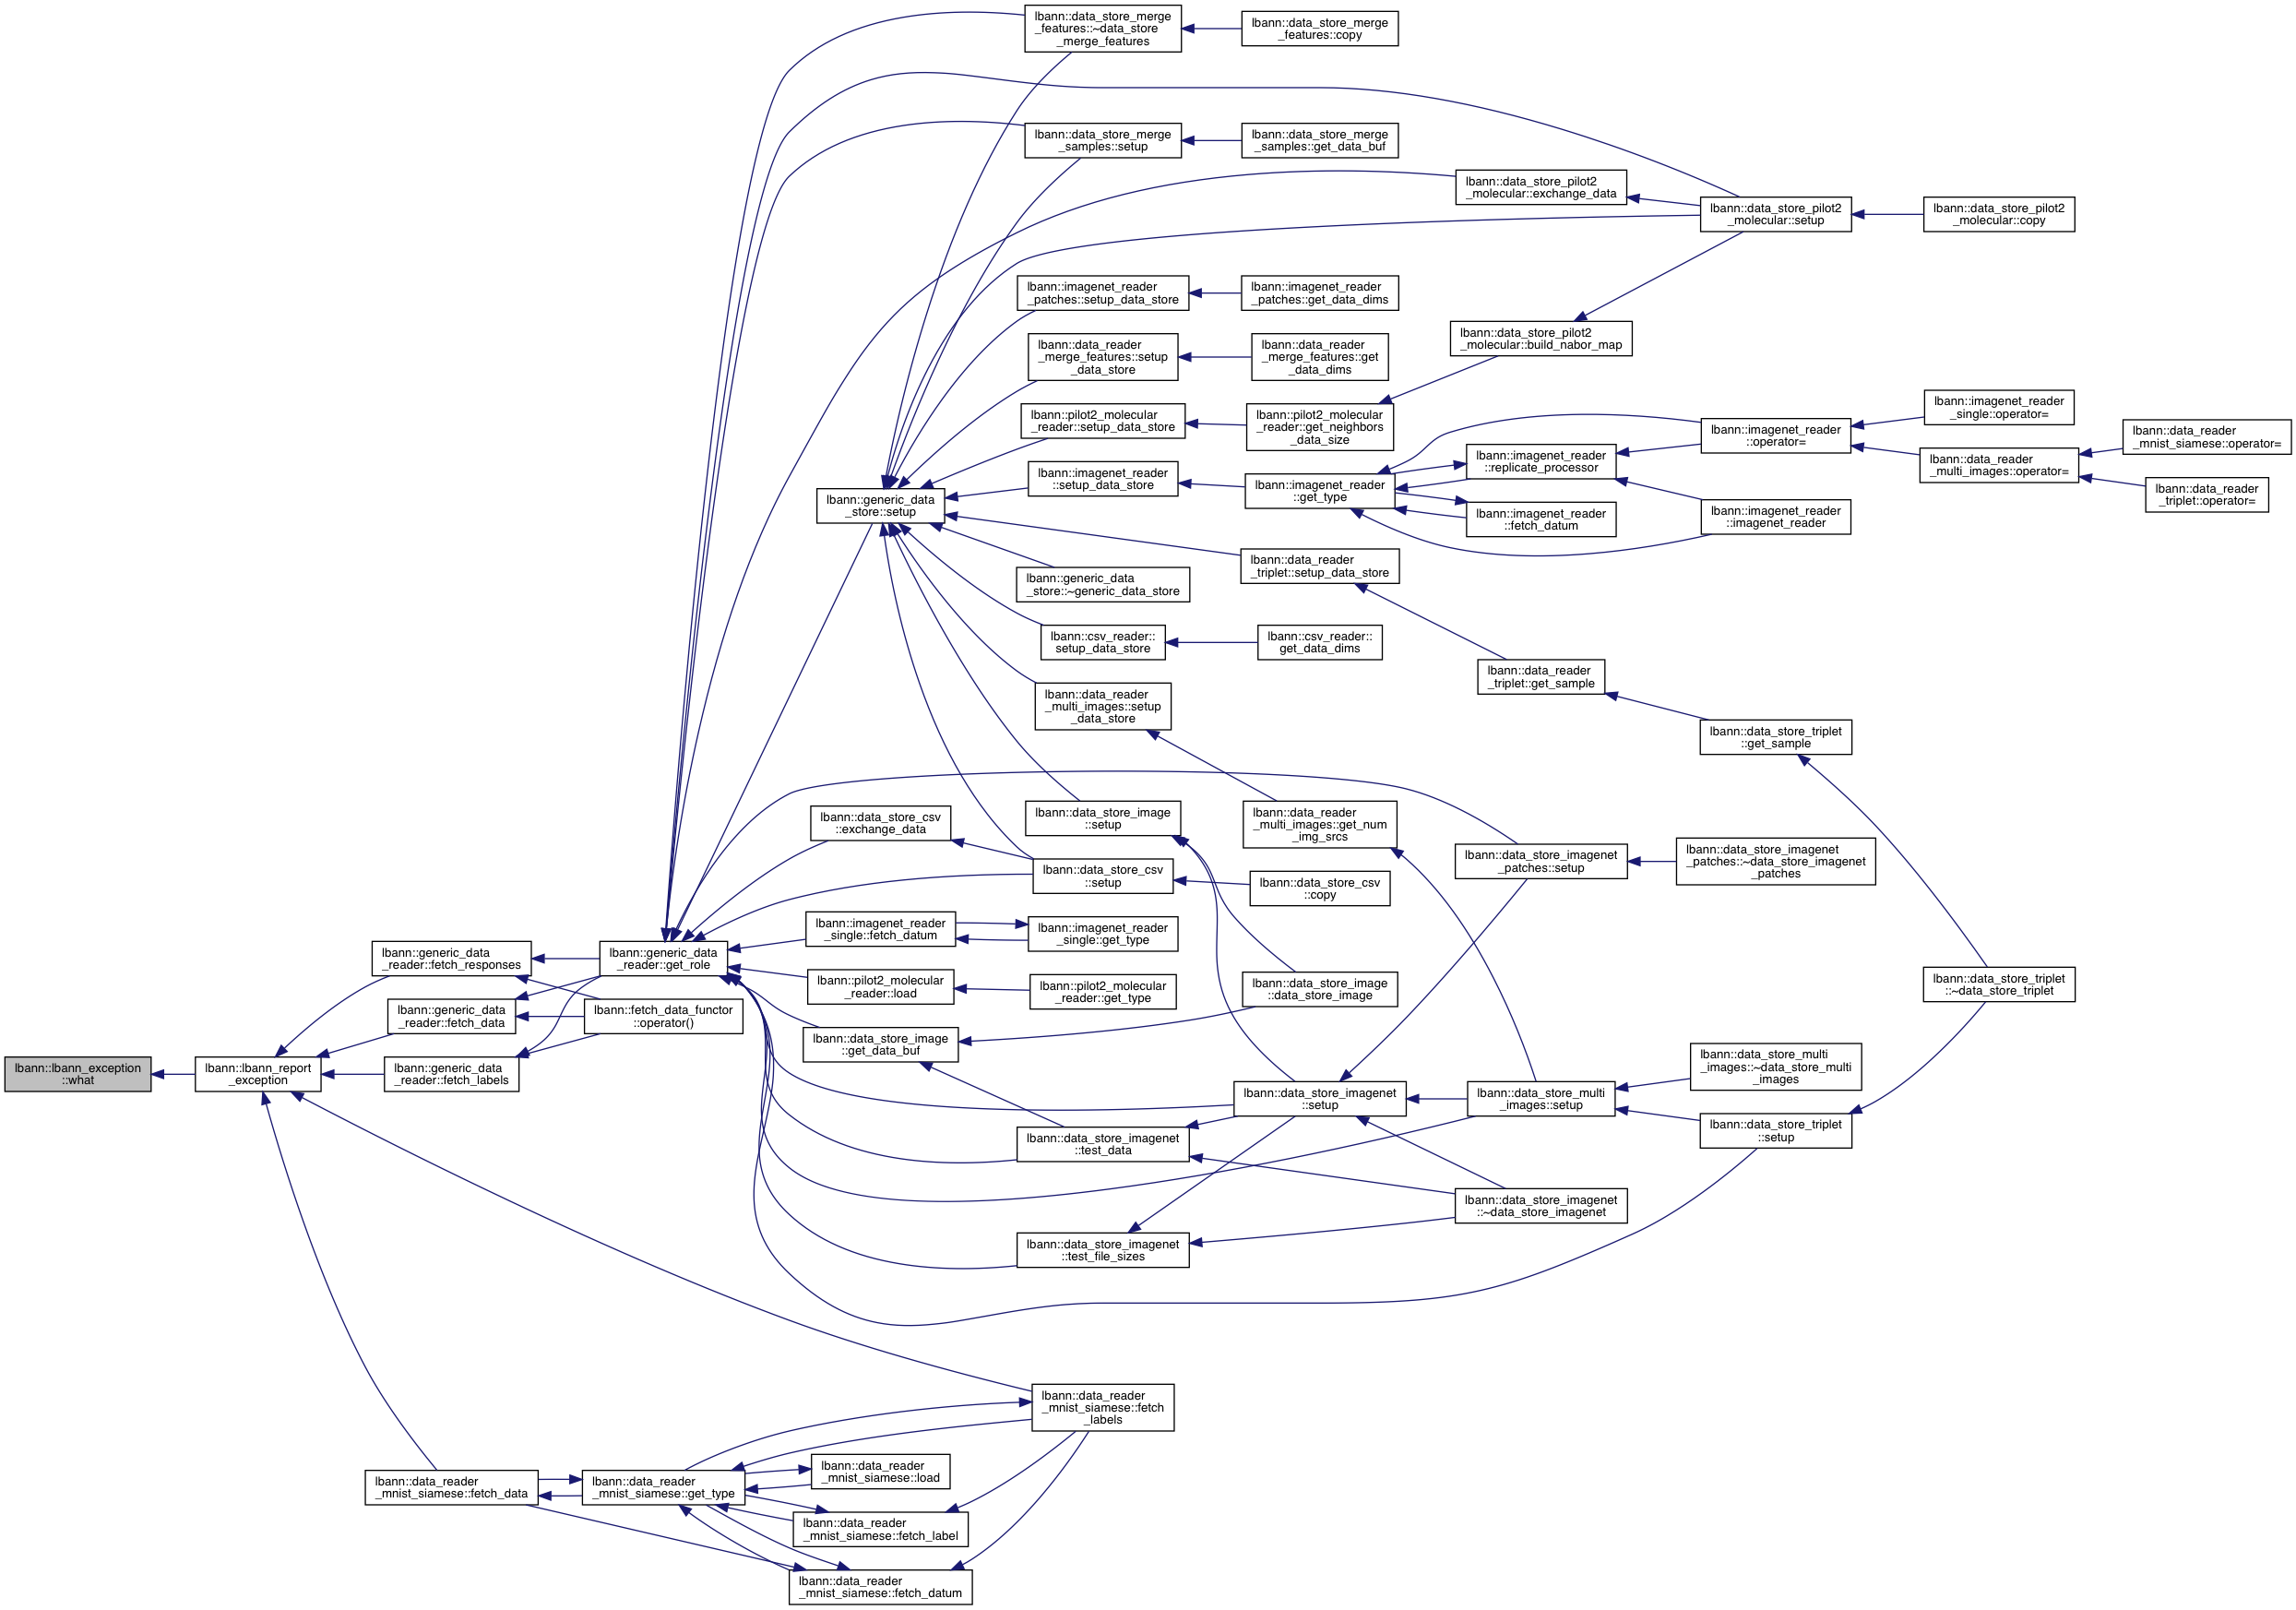 lbann::data_store_merge
_features::~data_store
_merge_features
lbann::data_store_merge
_features::copy
lbann::data_store_merge
_samples::setup
lbann::data_store_merge
_samples::get_data_buf
lbann::data_store_pilot2
_molecular::exchange_data
lbann::data_store_pilot2
_molecular::setup
lbann::data_store_pilot2
_molecular::copy
lbann::imagenet_reader
_patches::setup_data_store
lbann::imagenet_reader
_patches::get_data_dims
lbann::data_reader
_merge_features::setup
_data_store
lbann::data_reader
_merge_features::get
_data_dims
lbann::data_store_pilot2
_molecular::build_nabor_map
lbann::pilot2_molecular
_reader::setup_data_store
lbann::pilot2_molecular
_reader::get_neighbors
_data_size
lbann::imagenet_reader
::operator=
lbann::imagenet_reader
_single::operator=
lbann::data_reader
_multi_images::operator=
lbann::data_reader
_mnist_siamese::operator=
lbann::data_reader
_triplet::operator=
lbann::imagenet_reader
::replicate_processor
lbann::generic_data
_store::setup
lbann::imagenet_reader
::setup_data_store
lbann::imagenet_reader
::get_type
lbann::imagenet_reader
::fetch_datum
lbann::imagenet_reader
::imagenet_reader
lbann::data_reader
_triplet::setup_data_store
lbann::generic_data
_store::~generic_data_store
lbann::csv_reader::
setup_data_store
lbann::csv_reader::
get_data_dims
lbann::data_reader
_triplet::get_sample
lbann::data_reader
_multi_images::setup
_data_store
lbann::data_store_triplet
::get_sample
lbann::data_store_image
::setup
lbann::data_reader
_multi_images::get_num
_img_srcs
lbann::data_store_csv
::exchange_data
lbann::data_store_csv
::setup
lbann::data_store_csv
::copy
lbann::data_store_imagenet
_patches::setup
lbann::data_store_imagenet
_patches::~data_store_imagenet
_patches
lbann::imagenet_reader
_single::fetch_datum
lbann::imagenet_reader
_single::get_type
lbann::generic_data
_reader::fetch_responses
lbann::generic_data
_reader::get_role
lbann::pilot2_molecular
_reader::load
lbann::pilot2_molecular
_reader::get_type
lbann::data_store_image
::data_store_image
lbann::data_store_triplet
::~data_store_triplet
lbann::generic_data
_reader::fetch_data
lbann::fetch_data_functor
::operator()
lbann::data_store_image
::get_data_buf
lbann::lbann_exception
::what
lbann::lbann_report
_exception
lbann::generic_data
_reader::fetch_labels
lbann::data_store_imagenet
::setup
lbann::data_store_multi
_images::setup
lbann::data_store_multi
_images::~data_store_multi
_images
lbann::data_store_triplet
::setup
lbann::data_store_imagenet
::test_data
lbann::data_store_imagenet
::~data_store_imagenet
lbann::data_store_imagenet
::test_file_sizes
lbann::data_reader
_mnist_siamese::fetch
_labels
lbann::data_reader
_mnist_siamese::fetch_data
lbann::data_reader
_mnist_siamese::get_type
lbann::data_reader
_mnist_siamese::load
lbann::data_reader
_mnist_siamese::fetch_label
lbann::data_reader
_mnist_siamese::fetch_datum